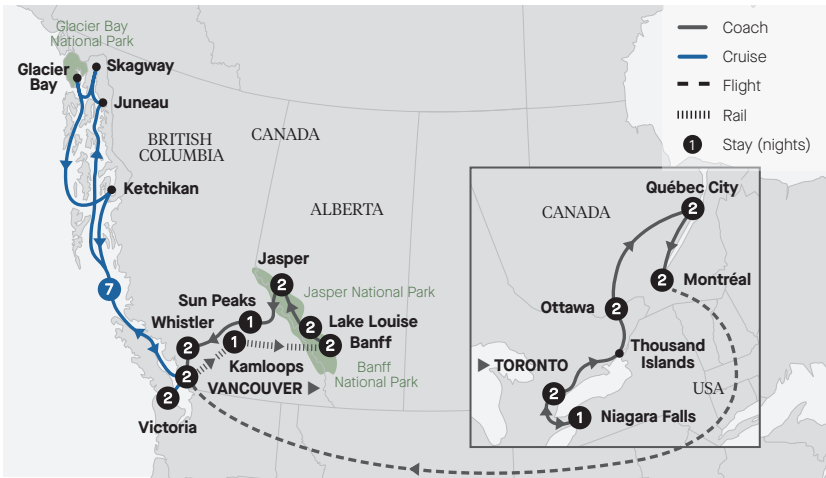 Glacier Bay
National Park
Glacier
Bay
Skagway
Juneau
BRITISH
COLUMBIA
CANADA
Ketchikan
ALBERTA
7
Jasper
2
Jasper National Park
Sun Peaks
1
Whistler
2
2
Lake Louise
1
2
Banff
Kamloops
Banff
National Park
2
VANCOUVER
2
Victoria
Coach
Cruise
Flight
Rail
1 Stay (nights)
Québec City
2
CANADA
2
Montréal
Ottawa
2
Thousand
Islands
TORONTO
USA
2
1
Niagara Falls